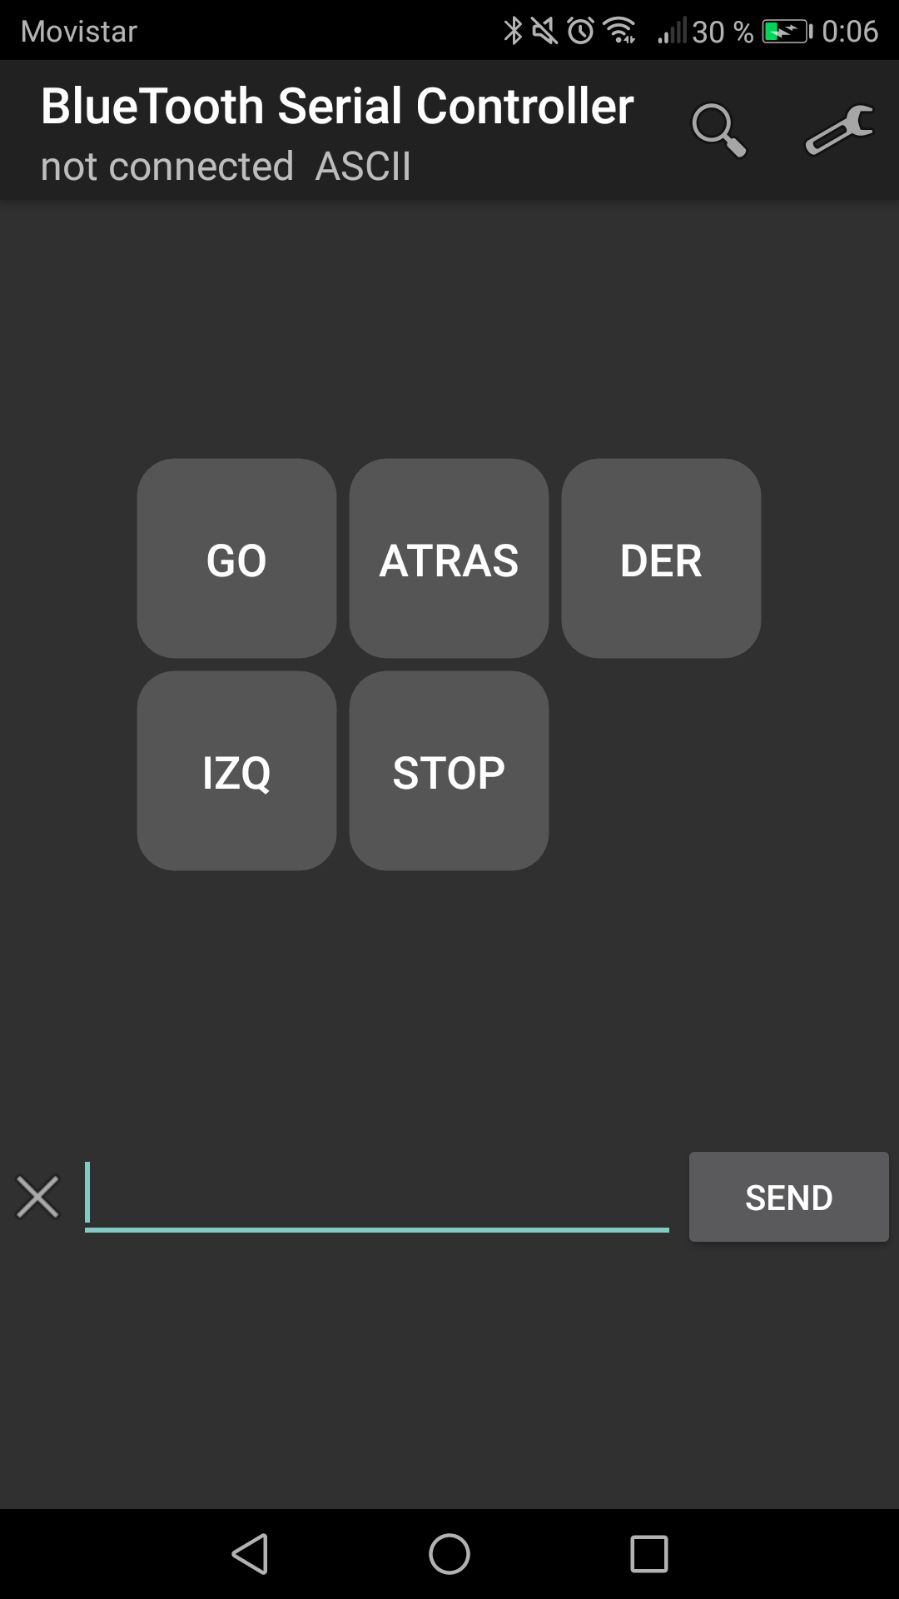 Movistar 30 % 0:06
BlueTooth Serial Controller
not connected ASCII
GO ATRAS DER
IZQ STOP
SEND